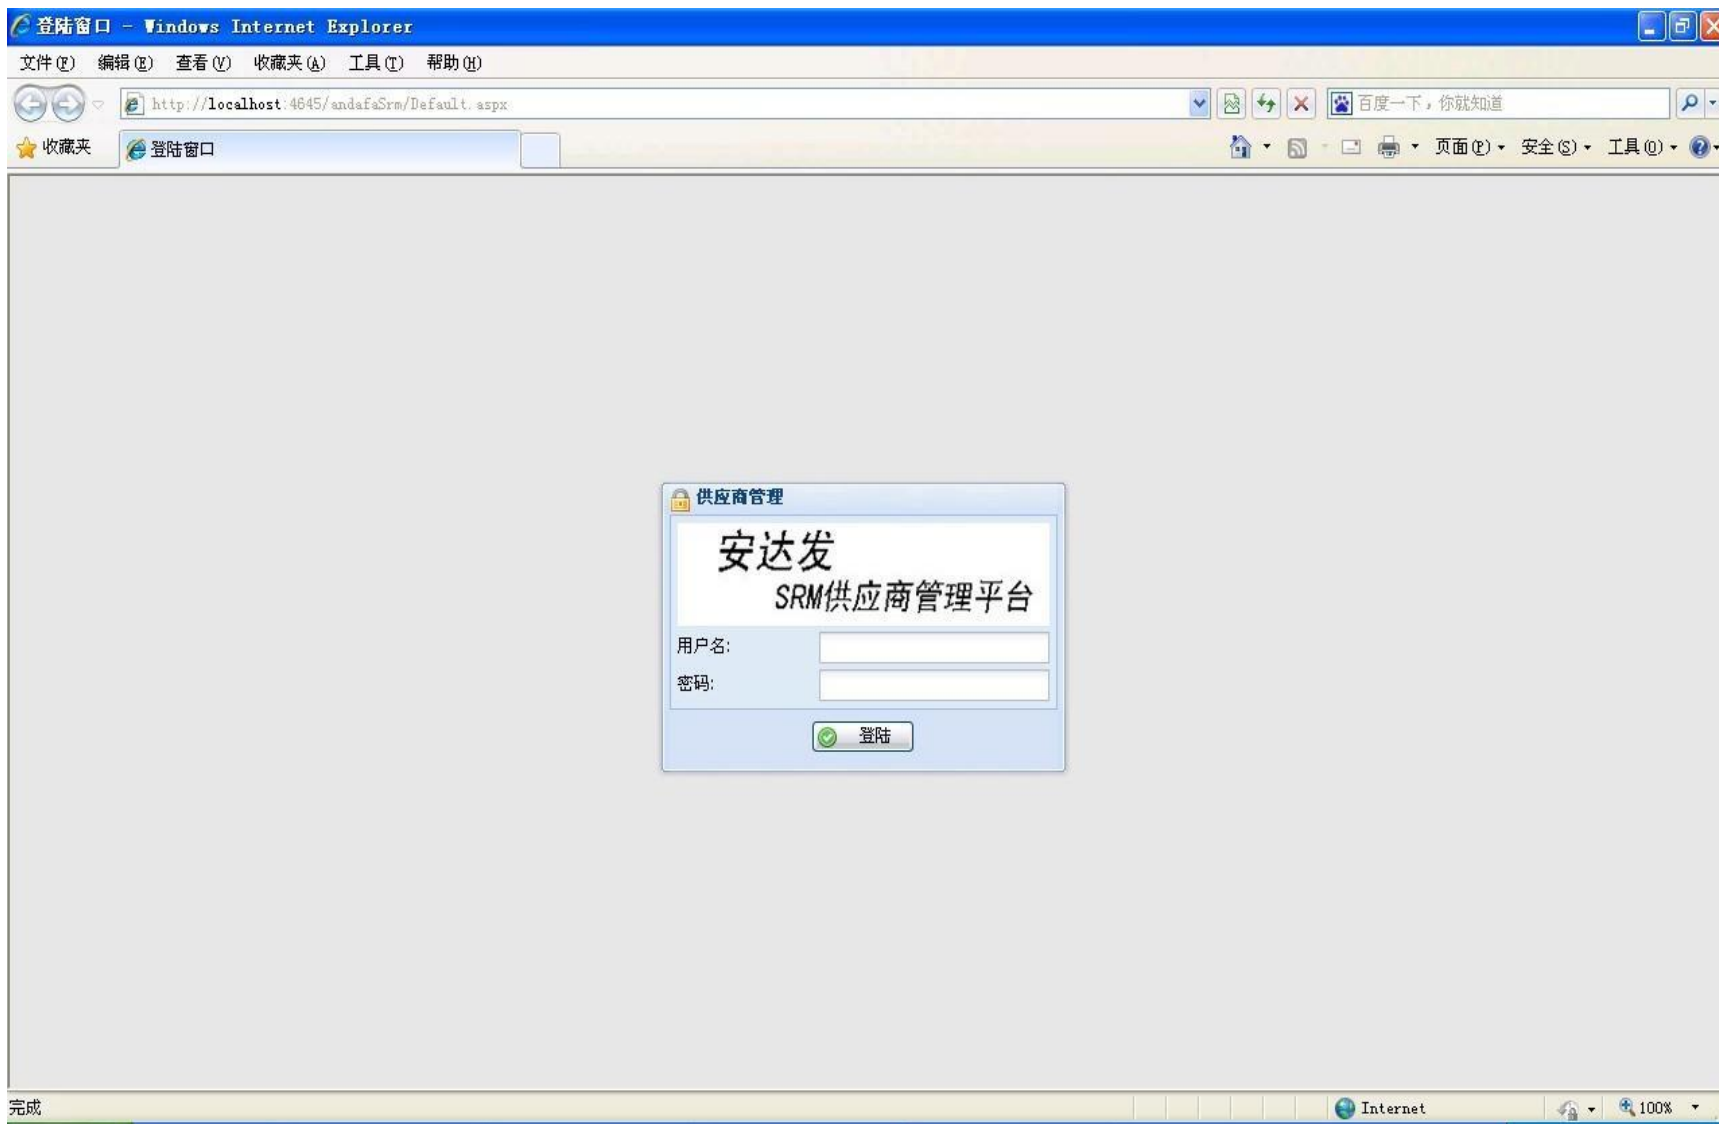 登陆窗口 - Windows Internet Explorer
文件(F) 编辑(E) 查看(V) 收藏夹(A) 工具(T) 帮助(H)
http://localhost:4645/andafaSrm/Default.aspx 百度一下，你就知道
收藏夹 登陆窗口 页面(P) 安全(S) 工具(O)
供应商管理
安达发
SRM供应商管理平台
用户名:
密码:
登陆
完成 Internet 100%